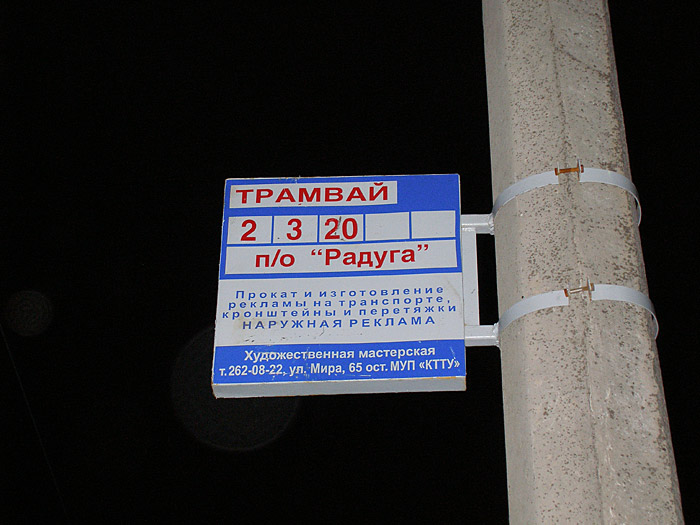 ТРАМВАЙ
2 3 20
п/о "Радуга"
Прокат и изготовление
рекламы на транспорте,
кронштейны и перетяжки
НАРУЖНАЯ РЕКЛАМА
Художественная мастерская
т.262-08-22, ул. Мира, 65 ост. МУП «КТТУ»